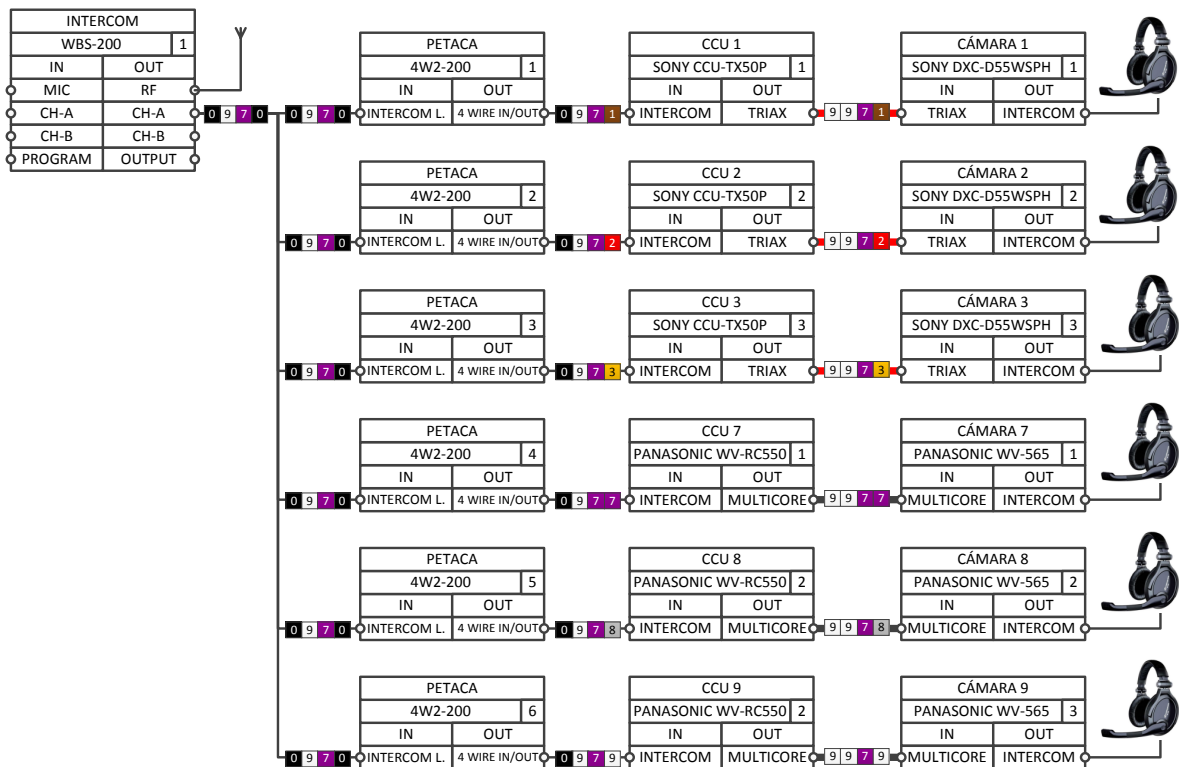 INTERCOM
WBS-200 1
IN OUT
MIC RF
CH-A CH-A
CH-B CH-B
PROGRAM OUTPUT
0 9 7 0
PETACA
4W2-200 1
IN OUT
0 9 7 0 INTERCOM L. 4 WIRE IN/OUT 0 9 7 1
CCU 1
SONY CCU-TX50P 1
IN OUT
INTERCOM TRIAX 9 9 7 1
CÁMARA 1
SONY DXC-D55WSPH 1
IN OUT
TRIAX INTERCOM
PETACA
4W2-200 2
IN OUT
0 9 7 0 INTERCOM L. 4 WIRE IN/OUT 0 9 7 2
CCU 2
SONY CCU-TX50P 2
IN OUT
INTERCOM TRIAX 9 9 7 2
CÁMARA 2
SONY DXC-D55WSPH 2
IN OUT
TRIAX INTERCOM
PETACA
4W2-200 3
IN OUT
0 9 7 0 INTERCOM L. 4 WIRE IN/OUT 0 9 7 3
CCU 3
SONY CCU-TX50P 3
IN OUT
INTERCOM TRIAX 9 9 7 3
CÁMARA 3
SONY DXC-D55WSPH 3
IN OUT
TRIAX INTERCOM
PETACA
4W2-200 4
IN OUT
0 9 7 0 INTERCOM L. 4 WIRE IN/OUT 0 9 7 7
CCU 7
PANASONIC WV-RC550 1
IN OUT
INTERCOM MULTICORE 9 9 7 7
CÁMARA 7
PANASONIC WV-565 1
IN OUT
MULTICORE INTERCOM
PETACA
4W2-200 5
IN OUT
0 9 7 0 INTERCOM L. 4 WIRE IN/OUT 0 9 7 8
CCU 8
PANASONIC WV-RC550 2
IN OUT
INTERCOM MULTICORE 9 9 7 8
CÁMARA 8
PANASONIC WV-565 2
IN OUT
MULTICORE INTERCOM
PETACA
4W2-200 6
IN OUT
0 9 7 0 INTERCOM L. 4 WIRE IN/OUT 0 9 7 9
CCU 9
PANASONIC WV-RC550 2
IN OUT
INTERCOM MULTICORE 9 9 7 9
CÁMARA 9
PANASONIC WV-565 3
IN OUT
MULTICORE INTERCOM